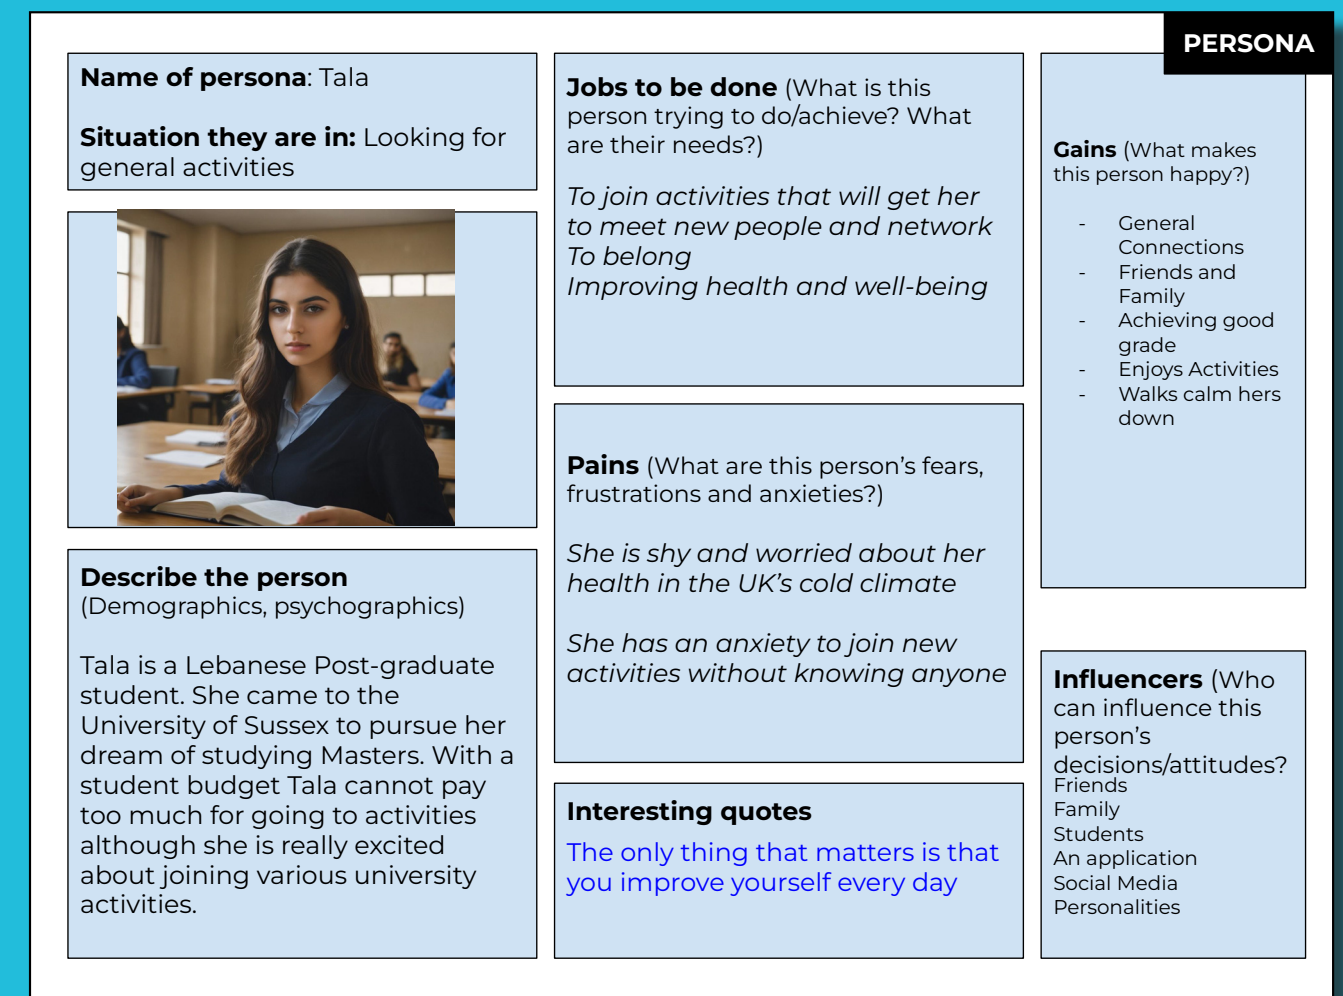 PERSONA
Name of persona: Tala
Situation they are in: Looking for
general activities
Describe the person
(Demographics, psychographics)
Tala is a Lebanese Post-graduate
student. She came to the
University of Sussex to pursue her
dream of studying Masters. With a
student budget Tala cannot pay
too much for going to activities
although she is really excited
about joining various university
activities.
Jobs to be done (What is this
person trying to do/achieve? What
are their needs?)
To join activities that will get her
to meet new people and network
To belong
Improving health and well-being
Pains (What are this person’s fears,
frustrations and anxieties?)
She is shy and worried about her
health in the UK’s cold climate
She has an anxiety to join new
activities without knowing anyone
Interesting quotes
The only thing that matters is that
you improve yourself every day
Gains (What makes
this person happy?)
- General
Connections
- Friends and
Family
- Achieving good
grade
- Enjoys Activities
- Walks calm hers
down
Influencers (Who
can influence this
person’s
decisions/attitudes?
Friends
Family
Students
An application
Social Media
Personalities